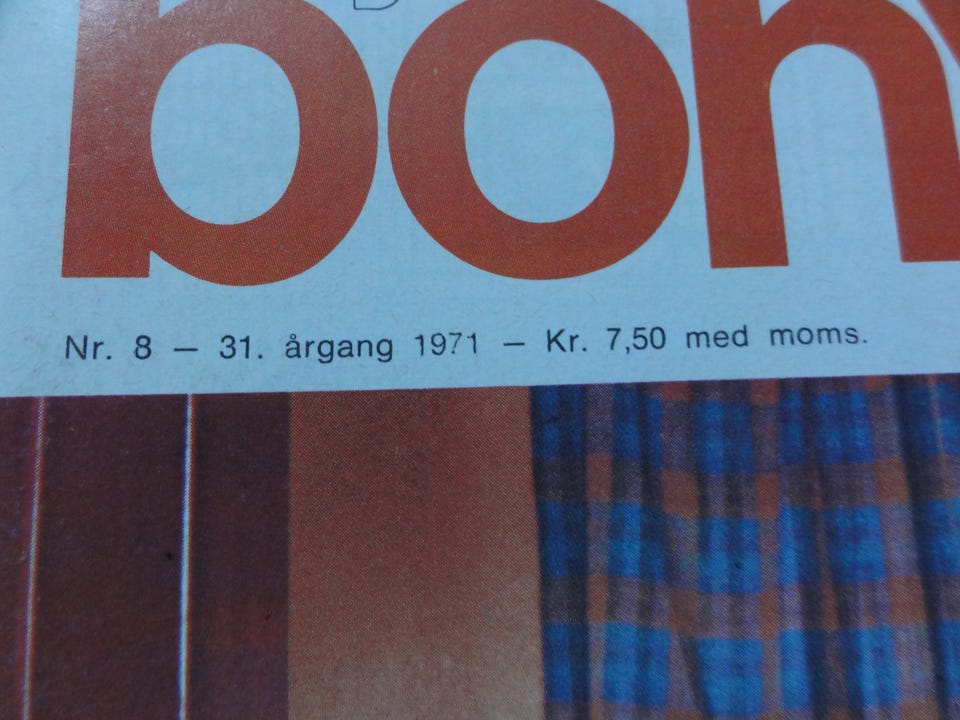 bon
Nr. 8 – 31. årgang 1971 – Kr. 7,50 med moms.